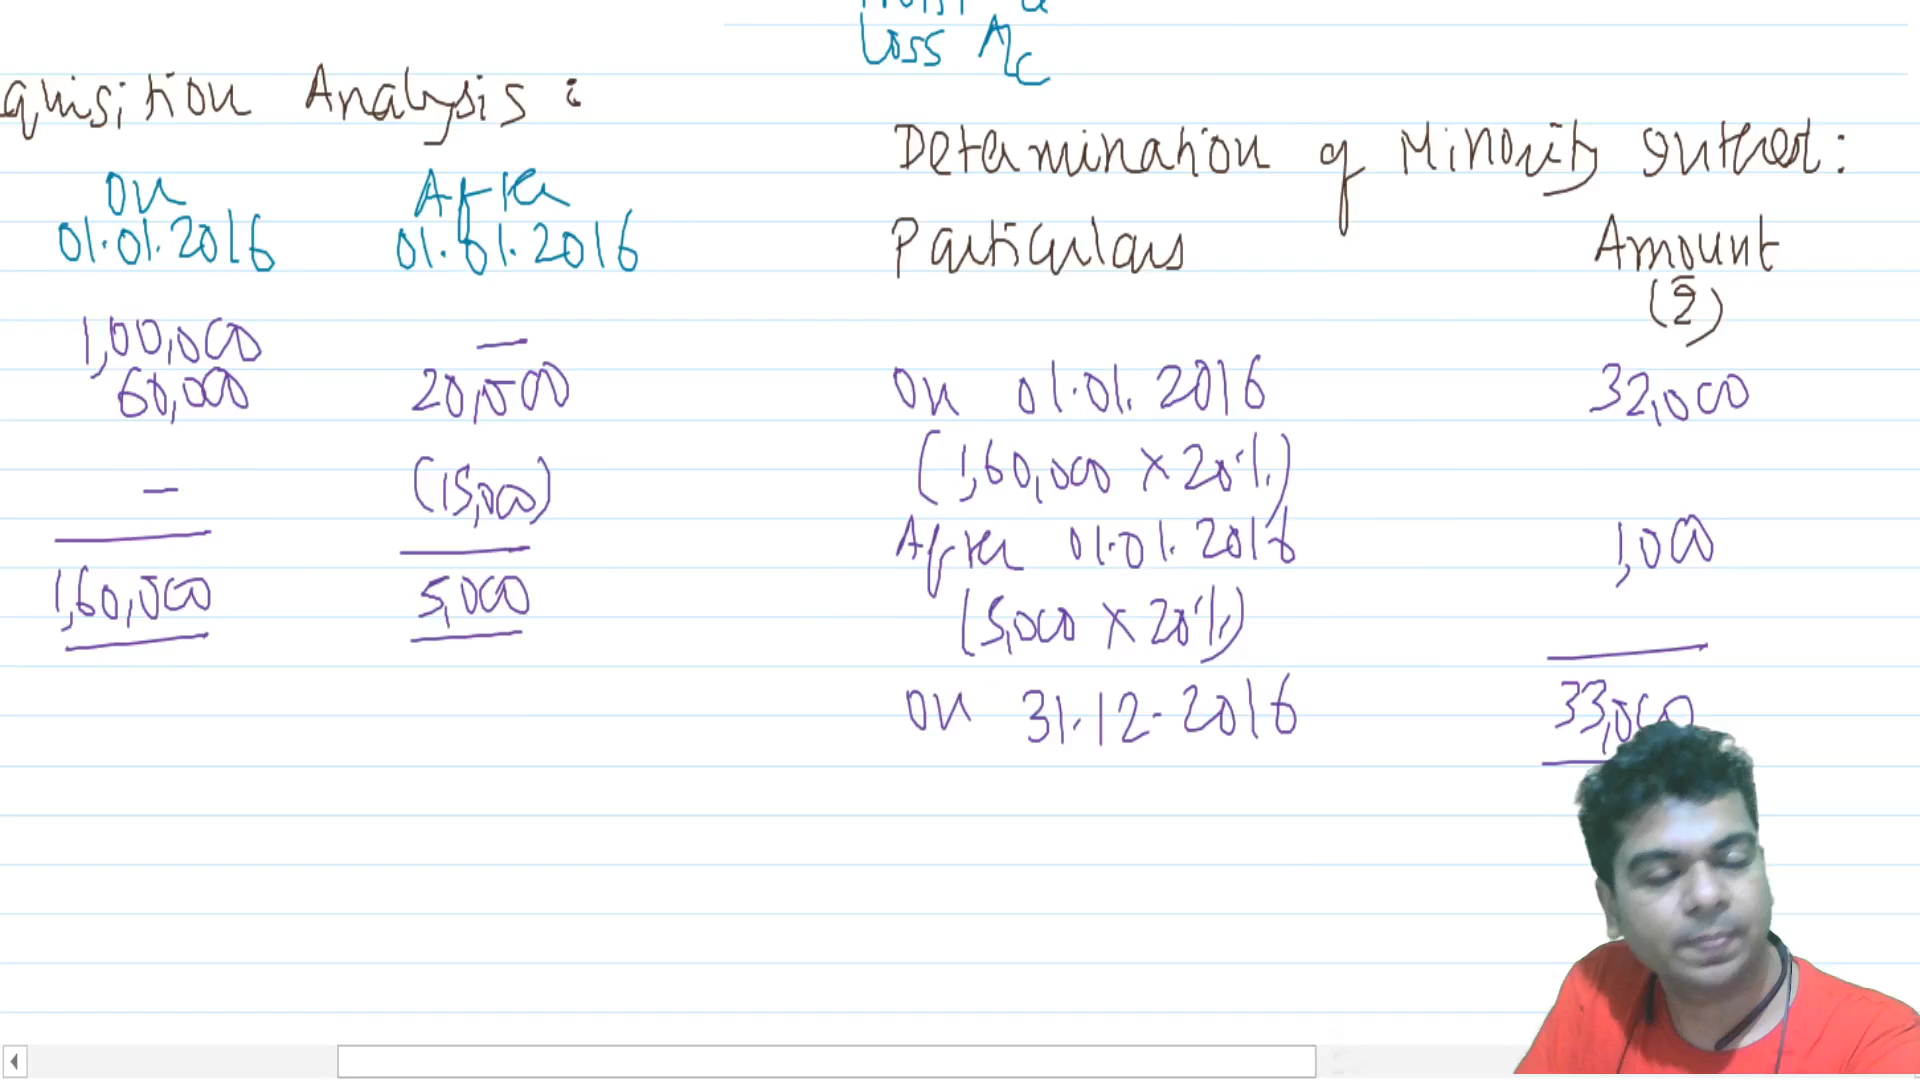 Loss A/c
quisition Analysis :
On
01.01.2016
After
01.01.2016
1,00,000 —
60,000 20,000
— (15,000)
1,60,000 5,000
Determination of Minority Interest:
Particulars Amount
(₹)
On 01.01.2016 32,000
(1,60,000 × 20%)
After 01.01.2016 1,000
(5,000 × 20%)
On 31.12.2016 33,000